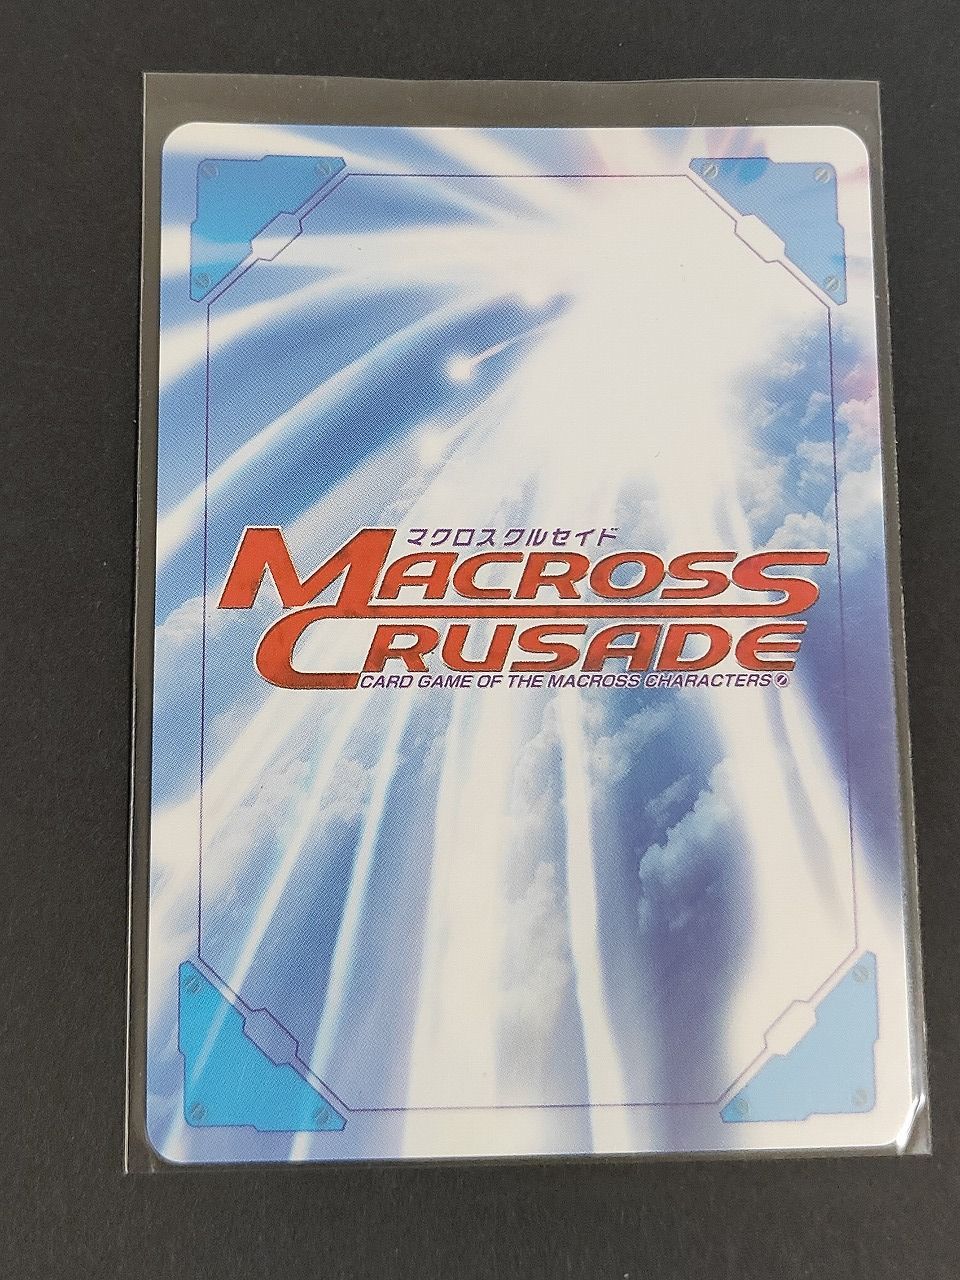 マクロスクルセイド
MACROSS
CRUSADE
CARD GAME OF THE MACROSS CHARACTERS